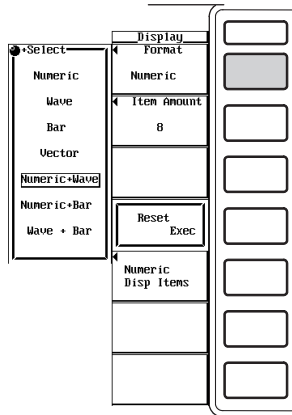 Display
Format
Numeric
Item Amount
8
Reset
Exec
Numeric
Disp Items
+Select
Numeric
Wave
Bar
Vector
Numeric+Wave
Numeric+Bar
Wave + Bar